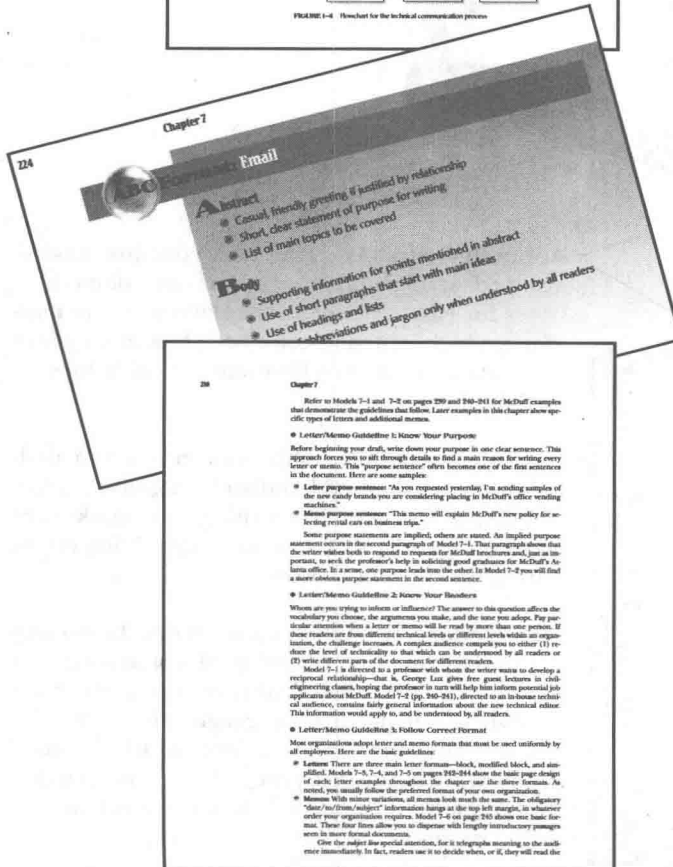 FIGURE 1–4 Flowchart for the technical communication process
224
Chapter 7
ABC Format: Email
Abstract
Casual, friendly greeting if justified by relationship
Short, clear statement of purpose for writing
List of main topics to be covered
Body
Supporting information for points mentioned in abstract
Use of short paragraphs that start with main ideas
Use of headings and lists
abbreviations and jargon only when understood by all readers
Chapter 7
Refer to Models 7–1 and 7–2 on pages 239 and 240–241 for McDuff examples
that demonstrate the guidelines that follow. Later examples in this chapter show spe-
cific types of letters and additional memos.
Letter/Memo Guideline 1: Know Your Purpose
Before beginning your draft, write down your purpose in one clear sentence. This
approach forces you to sift through details to find a main reason for writing every
letter or memo. This "purpose sentence" often becomes one of the first sentences
in the document. Here are some samples:
Letter purpose sentence: "As you requested yesterday, I'm sending samples of
the new candy brands you are considering placing in McDuff's office vending
machines."
Memo purpose sentence: "This memo will explain McDuff's new policy for se-
lecting rental cars on business trips."
Some purpose statements are implied; others are stated. An implied purpose
statement occurs in the second paragraph of Model 7–1. That paragraph shows that
the writer wishes both to respond to requests for McDuff brochures and, just as im-
portant, to seek the professor's help in soliciting good graduates for McDuff's At-
lanta office. In a sense, one purpose leads into the other. In Model 7–2 you will find
a more obvious purpose statement in the second sentence.
Letter/Memo Guideline 2: Know Your Readers
Whom are you trying to inform or influence? The answer to this question affects the
vocabulary you choose, the arguments you make, and the tone you adopt. Pay par-
ticular attention when a letter or memo will be read by more than one person. If
these readers are from different technical levels or different levels within an organ-
ization, the challenge increases. A complex audience compels you to either (1) re-
duce the level of technicality to that which can be understood by all readers or
(2) write different parts of the document for different readers.
Model 7–1 is directed to a professor with whom the writer wants to develop a
reciprocal relationship—that is, George Lux gives free guest lectures in civil-
engineering classes, hoping the professor in turn will help him inform potential job
applicants about McDuff. Model 7–2 (pp. 240–241), directed to an in-house techni-
cal audience, contains fairly general information about the new technical editor.
This information would apply to, and be understood by, all readers.
Letter/Memo Guideline 3: Follow Correct Format
Most organizations adopt letter and memo formats that must be used uniformly by
all employees. Here are the basic guidelines:
Letters: There are three main letter formats—block, modified block, and sim-
plified. Models 7–3, 7–4, and 7–5 on pages 242–244 show the basic page design
of each; letter examples throughout the chapter use the three formats. As
noted, you usually follow the preferred format of your own organization.
Memos: With minor variations, all memos look much the same. The obligatory
"date/to/from/subject" information hangs at the top left margin, in whatever
order your organization requires. Model 7–6 on page 245 shows one basic for-
mat. These four lines allow you to dispense with lengthy introductory passages
seen in more formal documents.
Give the subject line special attention, for it telegraphs meaning to the audi-
ence immediately. In fact, readers use it to decide when, or if, they will read the